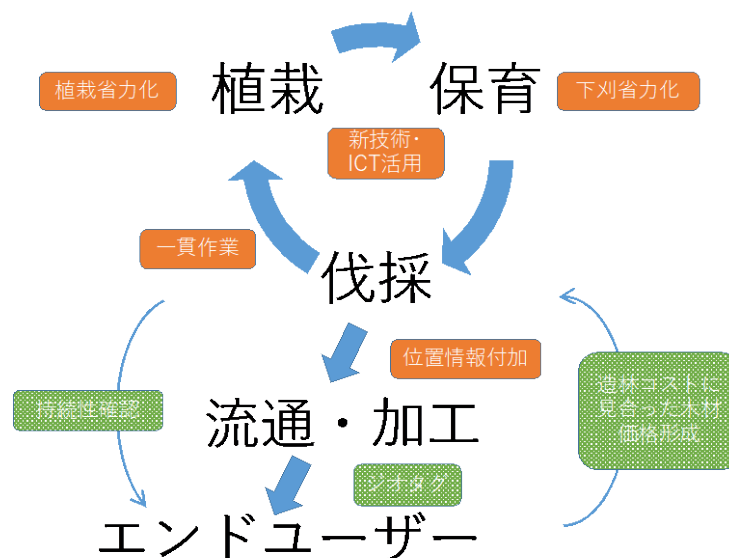 植栽
保育
植栽省力化
下刈省力化
新技術・
ICT活用
一貫作業
伐採
位置情報付加
造林コストに
見合った木材
価格形成
持続性確認
流通・加工
ジオタグ
エンドユーザー